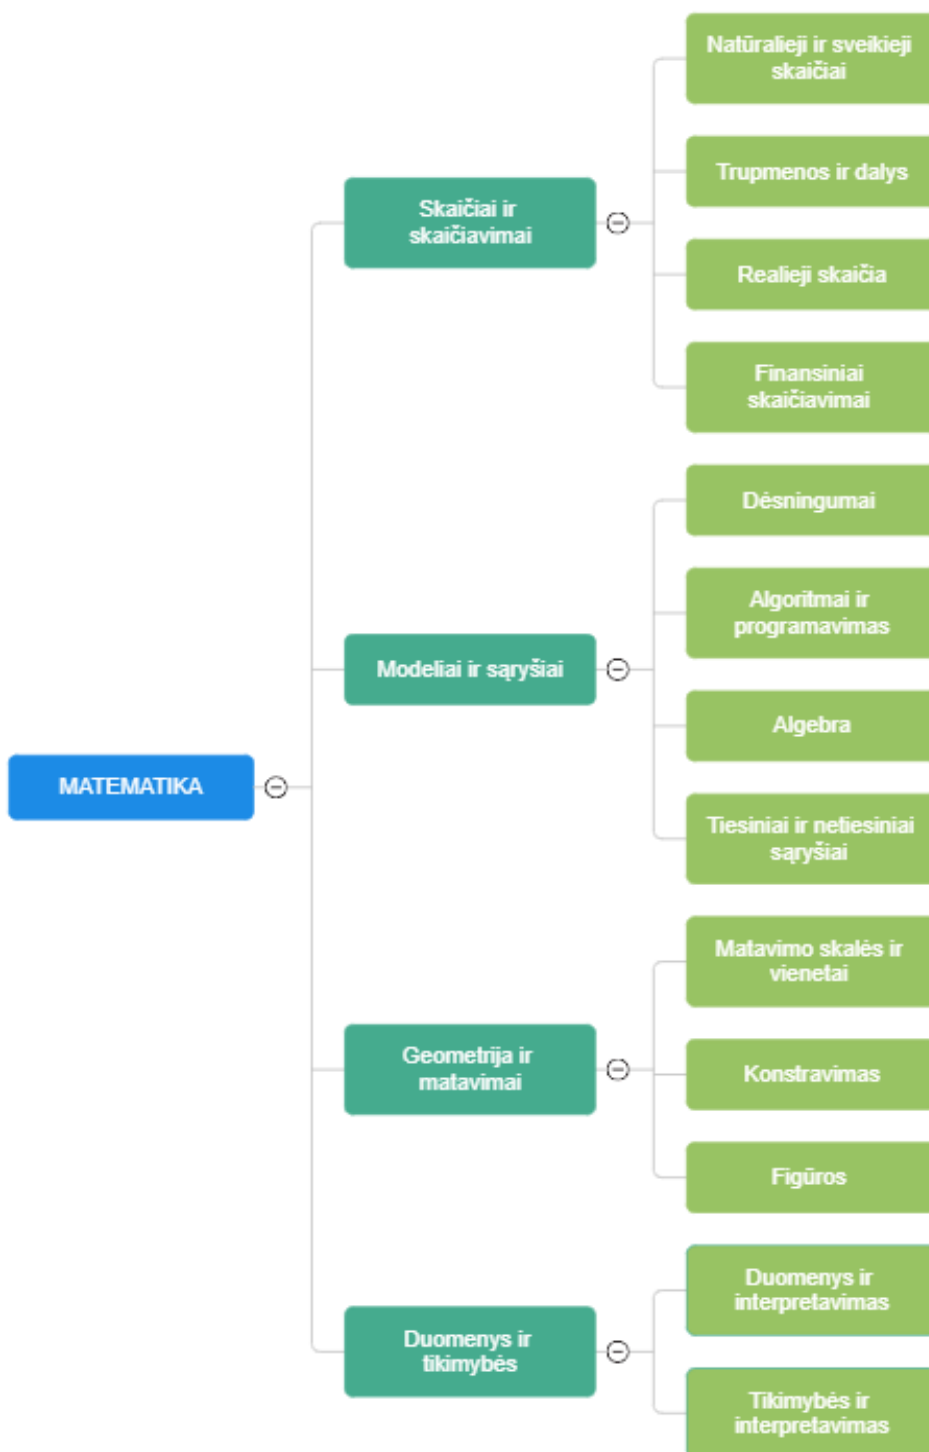 Natūralieji ir sveikieji
skaičiai
Trupmenos ir dalys
Skaičiai ir
skaičiavimai
Realieji skaičia
Finansiniai
skaičiavimai
Dėsningumai
Algoritmai ir
programavimas
Modeliai ir sąryšiai
Algebra
MATEMATIKA
Tiesiniai ir netiesiniai
sąryšiai
Matavimo skalės ir
vienetai
Geometrija ir
matavimai
Konstravimas
Figūros
Duomenys ir
interpretavimas
Duomenys ir
tikimybės
Tikimybės ir
interpretavimas